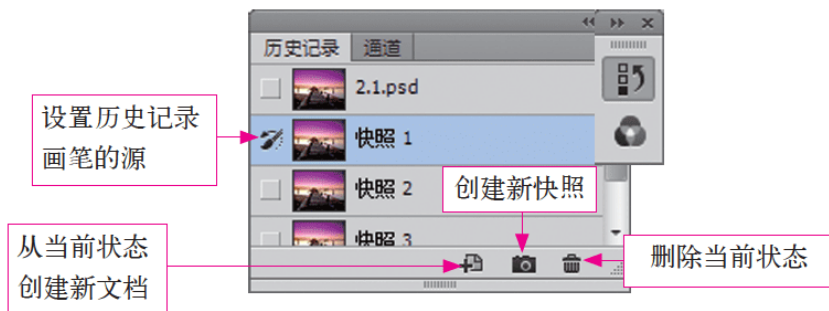 历史记录 通道
2.1.psd
设置历史记录
画笔的源
快照 1
快照 2
创建新快照
快照 3
从当前状态
创建新文档
删除当前状态